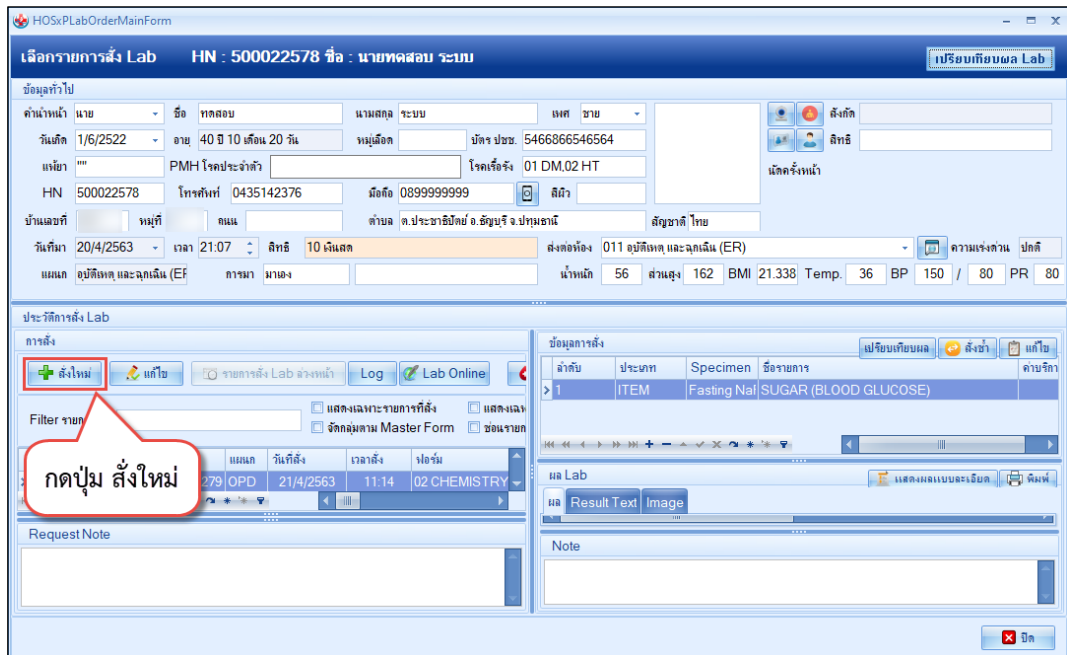 HOSxPLabOrderMainForm
เลือกรายการสั่ง Lab HN : 500022578 ชื่อ : นายทดสอบ ระบบ เปรียบเทียบผล Lab
ข้อมูลทั่วไป
คำนำหน้า นาย ชื่อ ทดสอบ นามสกุล ระบบ เพศ ชาย สังกัด
วันเกิด 1/6/2522 อายุ 40 ปี 10 เดือน 20 วัน หมู่เลือด บัตร ปชช. 5466866546564 สิทธิ
แพ้ยา "" PMH โรคประจำตัว โรคเรื้อรัง 01 DM,02 HT นัดครั้งหน้า
HN 500022578 โทรศัพท์ 0435142376 มือถือ 0899999999 สีผิว
บ้านเลขที่ หมู่ที่ ถนน ตำบล ต.ประชาธิปัตย์ อ.ธัญบุรี จ.ปทุมธานี สัญชาติ ไทย
วันที่มา 20/4/2563 เวลา 21:07 สิทธิ 10 เงินสด ส่งต่อห้อง 011 อุบัติเหตุ และฉุกเฉิน (ER) ความเร่งด่วน ปกติ
แผนก อุบัติเหตุ และฉุกเฉิน (EF การมา มาเอง น้ำหนัก 56 ส่วนสูง 162 BMI 21.338 Temp. 36 BP 150 / 80 PR 80
ประวัติการสั่ง Lab
การสั่ง
สั่งใหม่ แก้ไข รายการสั่ง Lab ล่วงหน้า Log Lab Online
Filter แสดงเฉพาะรายการที่สั่ง
จัดกลุ่มตาม Master Form ซ่อนราย
แผนก วันที่สั่ง เวลาสั่ง ฟอร์ม
279 OPD 21/4/2563 11:14 02 CHEMISTRY
กดปุ่ม สั่งใหม่
Request Note
ข้อมูลการสั่ง เปรียบเทียบผล สั่งซ้ำ แก้ไข
ลำดับ ประเภท Specimen ชื่อรายการ ค่าบริกา
1 ITEM Fasting Nal SUGAR (BLOOD GLUCOSE)
ผล Lab แสดงผลแบบละเอียด พิมพ์
ผล Result Text Image
Note
ปิด